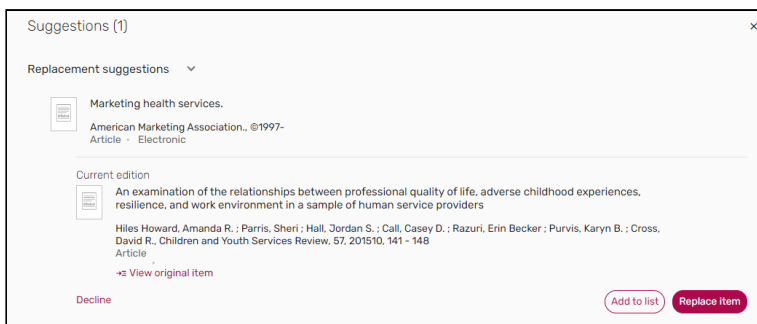 Suggestions (1)
×
Replacement suggestions
Marketing health services.
American Marketing Association., ©1997-
Article · Electronic
Current edition
An examination of the relationships between professional quality of life, adverse childhood experiences,
resilience, and work environment in a sample of human service providers
Hiles Howard, Amanda R. ; Parris, Sheri ; Hall, Jordan S. ; Call, Casey D. ; Razuri, Erin Becker ; Purvis, Karyn B. ; Cross,
David R., Children and Youth Services Review, 57, 201510, 141 - 148
Article
View original item
Decline
Add to list
Replace item